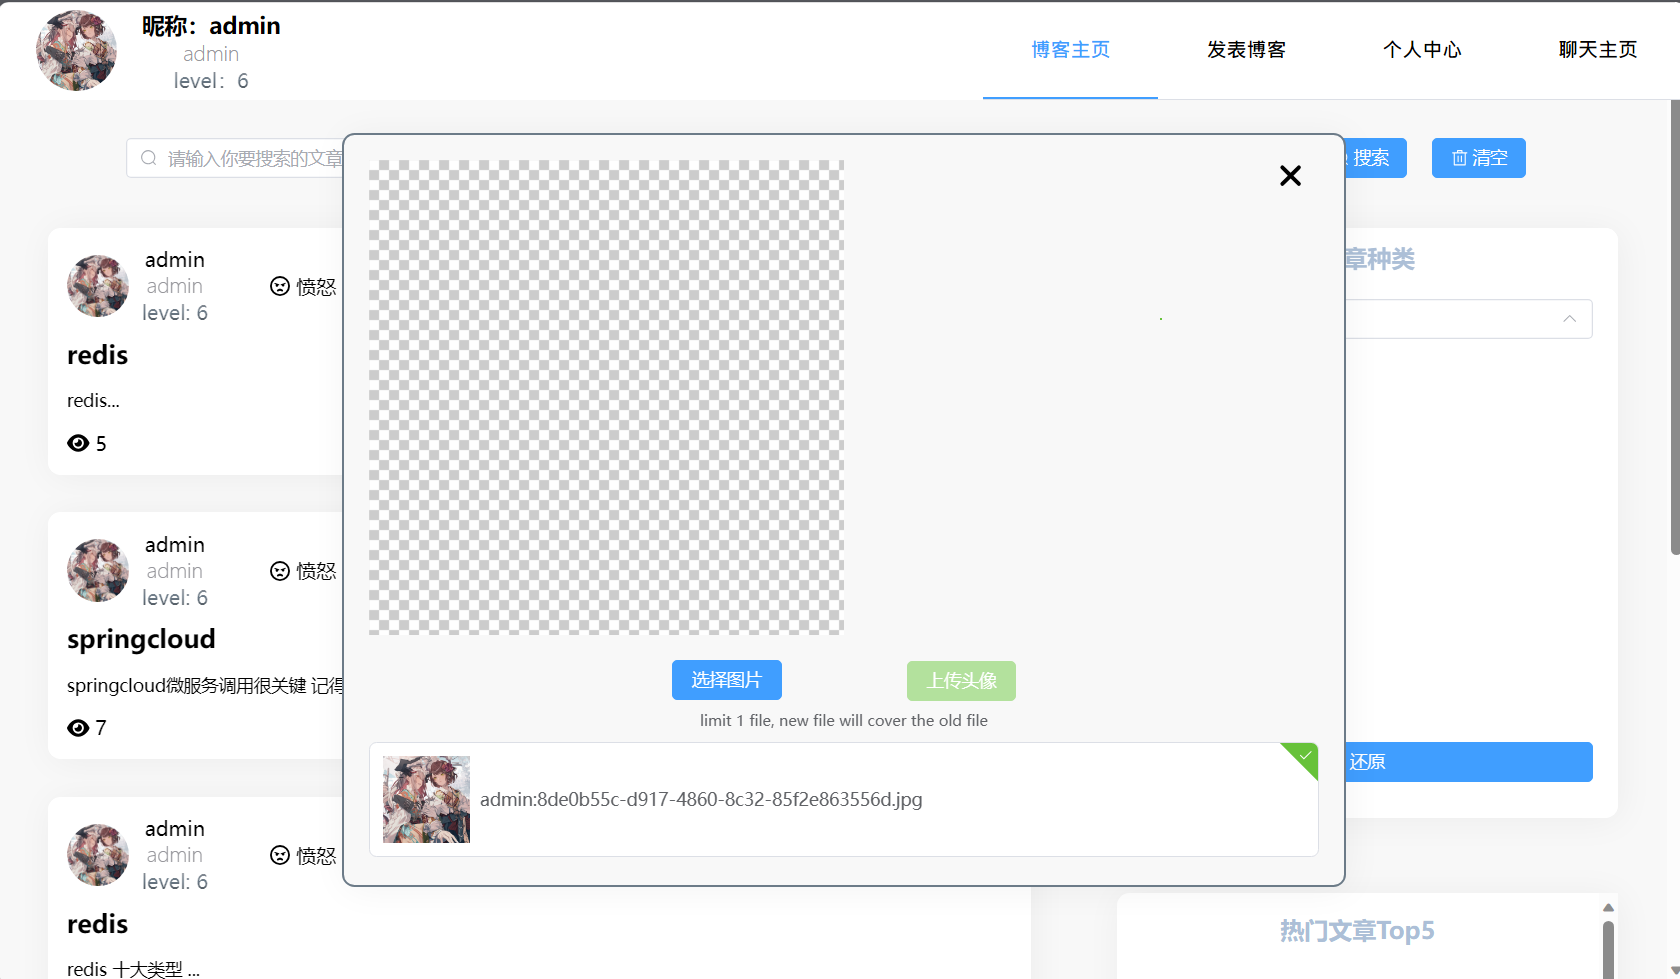 昵称：admin
admin
level：6
博客主页
发表博客
个人中心
聊天主页
请输入你要搜索的文章
搜索
清空
admin
admin
level: 6
愤怒
redis
redis...
5
admin
admin
level: 6
愤怒
springcloud
springcloud微服务调用很关键 记得
7
admin
admin
level: 6
愤怒
redis
redis 十大类型 ...
选择图片
上传头像
limit 1 file, new file will cover the old file
admin:8de0b55c-d917-4860-8c32-85f2e863556d.jpg
章种类
还原
热门文章Top5